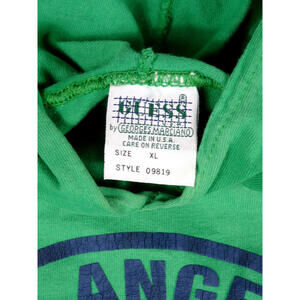 GUESS
U.S.A.
by GEORGES MARCIANO
MADE IN U.S.A.
CARE ON REVERSE
SIZE XL
STYLE 09819
ANGE